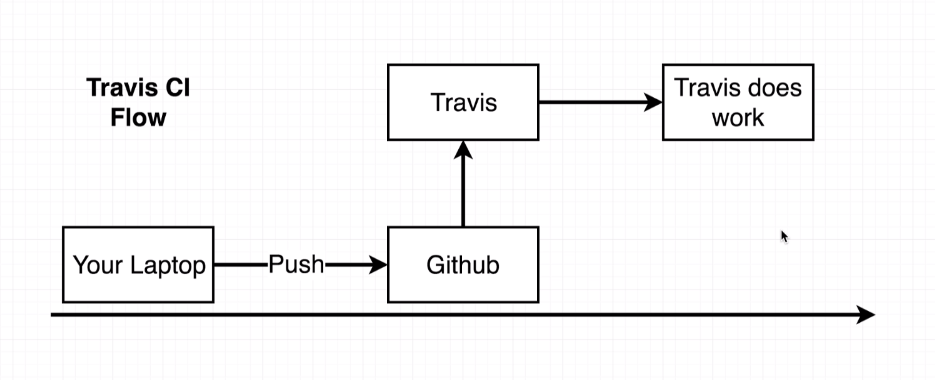 Travis CI
Flow
Travis
Travis does
work
Your Laptop
Push
Github